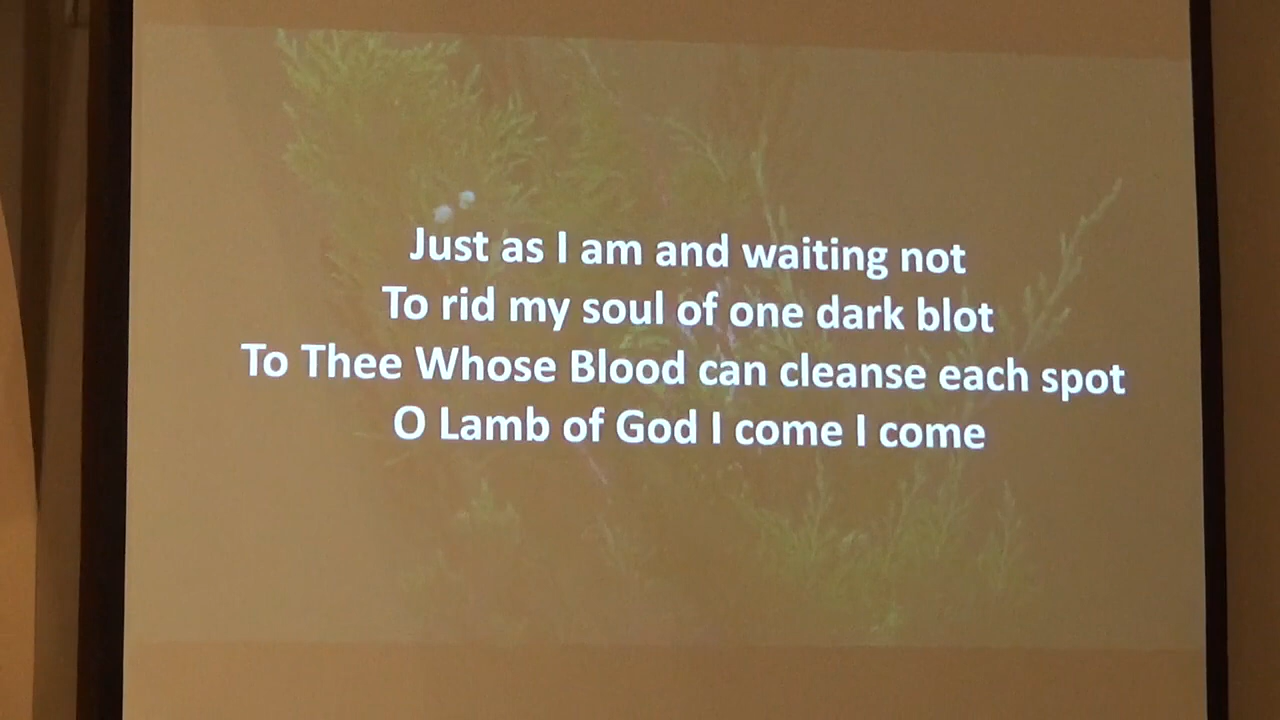 Just as I am and waiting not
To rid my soul of one dark blot
To Thee Whose Blood can cleanse each spot
O Lamb of God I come I come